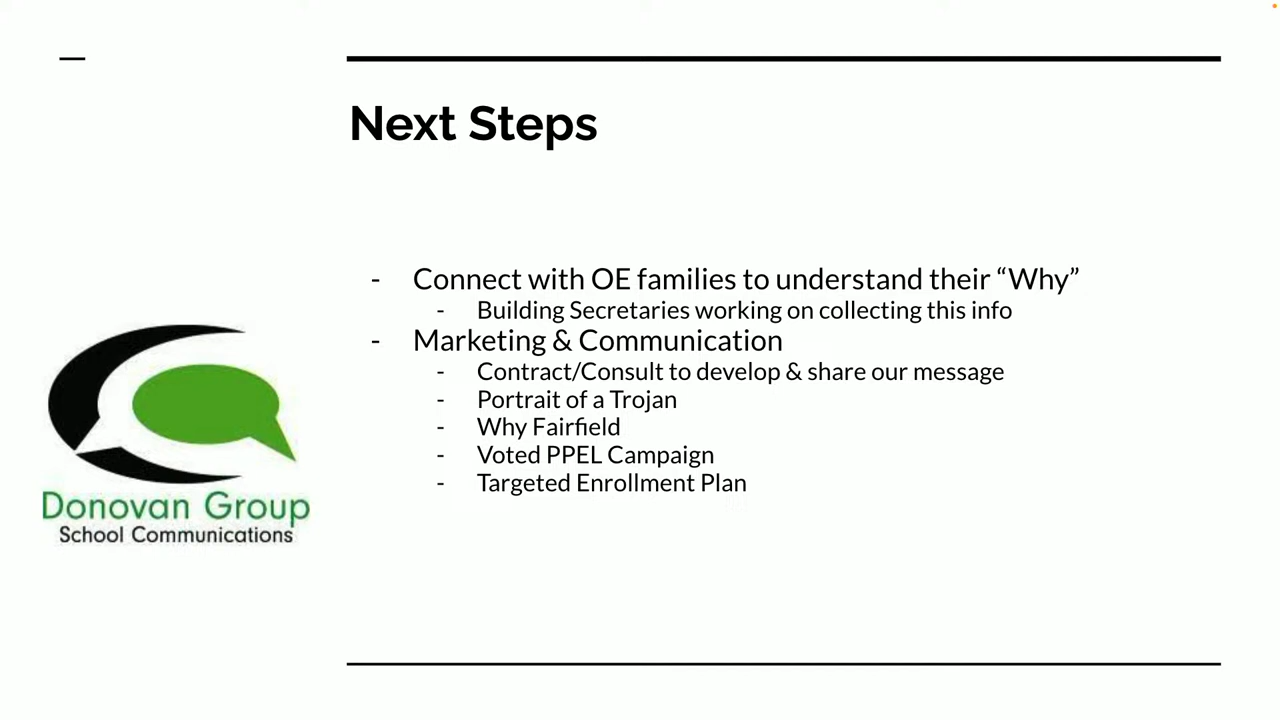 Next Steps
- Connect with OE families to understand their “Why”
- Building Secretaries working on collecting this info
- Marketing & Communication
- Contract/Consult to develop & share our message
- Portrait of a Trojan
- Why Fairfield
- Voted PPEL Campaign
- Targeted Enrollment Plan
Donovan Group
School Communications